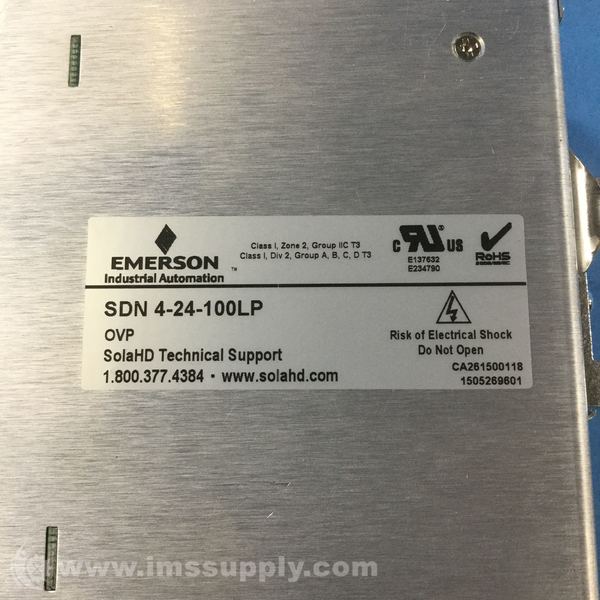 EMERSON™
Industrial Automation
Class I, Zone 2, Group IIC T3
Class I, Div 2, Group A, B, C, D T3
C UR® US
E137632
E234790
RoHS
SDN 4-24-100LP
OVP
SolaHD Technical Support
1.800.377.4384 • www.solahd.com
Risk of Electrical Shock
Do Not Open
CA261500118
1505269601
www.imssupply.com